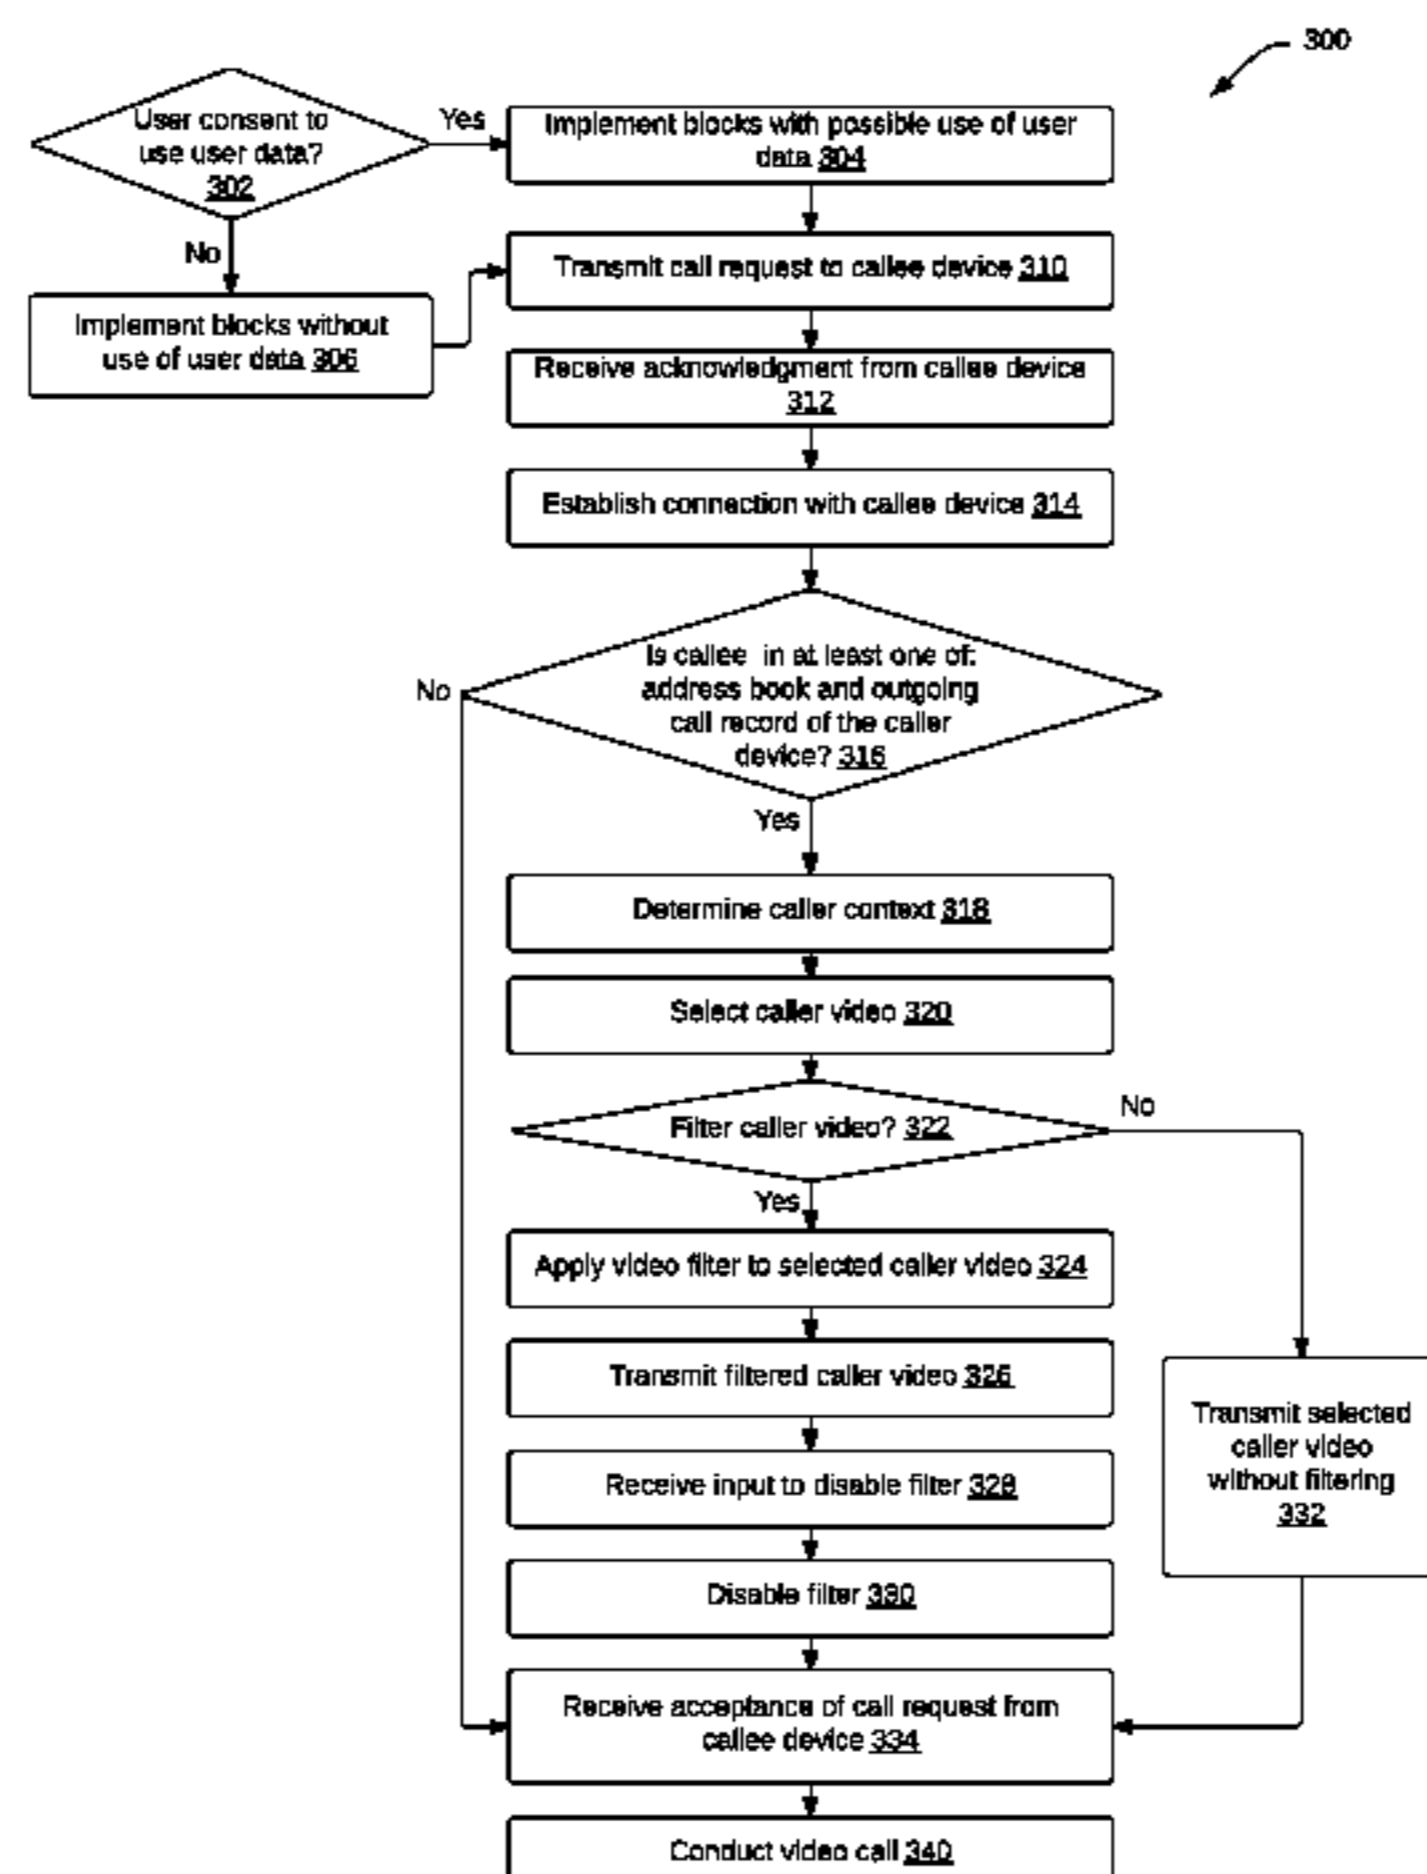 300
User consent to
use user data?
302
Yes
No
Implement blocks with possible use of user
data 304
Implement blocks without
use of user data 306
Transmit call request to callee device 310
Receive acknowledgment from callee device
312
Establish connection with callee device 314
Is callee in at least one of:
address book and outgoing
call record of the caller
device? 316
No
Yes
Determine caller context 318
Select caller video 320
Filter caller video? 322
No
Yes
Apply video filter to selected caller video 324
Transmit filtered caller video 326
Receive input to disable filter 328
Disable filter 330
Transmit selected
caller video
without filtering
332
Receive acceptance of call request from
callee device 334
Conduct video call 340